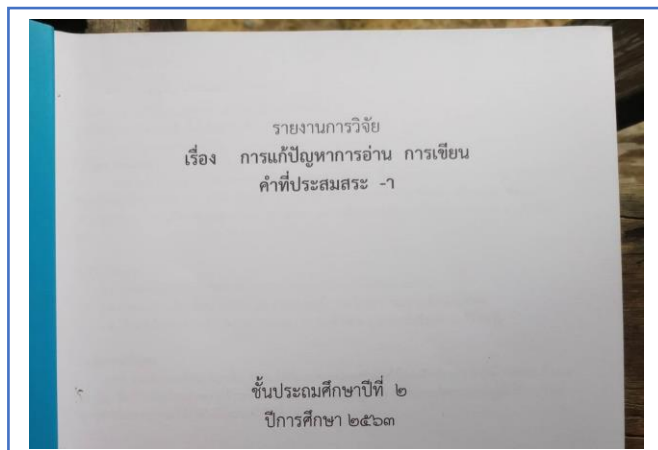 รายงานการวิจัย
เรื่อง การแก้ปัญหาการอ่าน การเขียน
คำที่ประสมสระ -า
ชั้นประถมศึกษาปีที่ ๒
ปีการศึกษา ๒๕๖๓